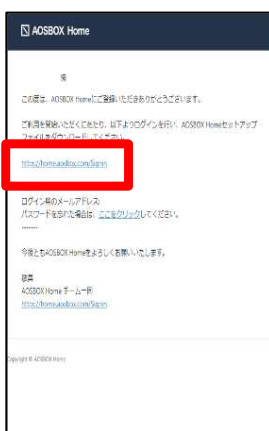 AOSBOX Home
様
この度は、AOSBOX Homeにご登録いただきありがとうございます。
ご利用を開始いただくにあたり、以下よりログインを行い、AOSBOX Homeセットアップ
ファイルをダウンロードしてください。
https://home.aosbox.com/Signin
ログイン用のメールアドレス:
パスワードを忘れた場合は、ここをクリックしてください。
-------
今後ともAOSBOX Homeをよろしくお願いいたします。
敬具
AOSBOX Home チーム一同
https://home.aosbox.com/Signin
Copyright © AOSBOX Home